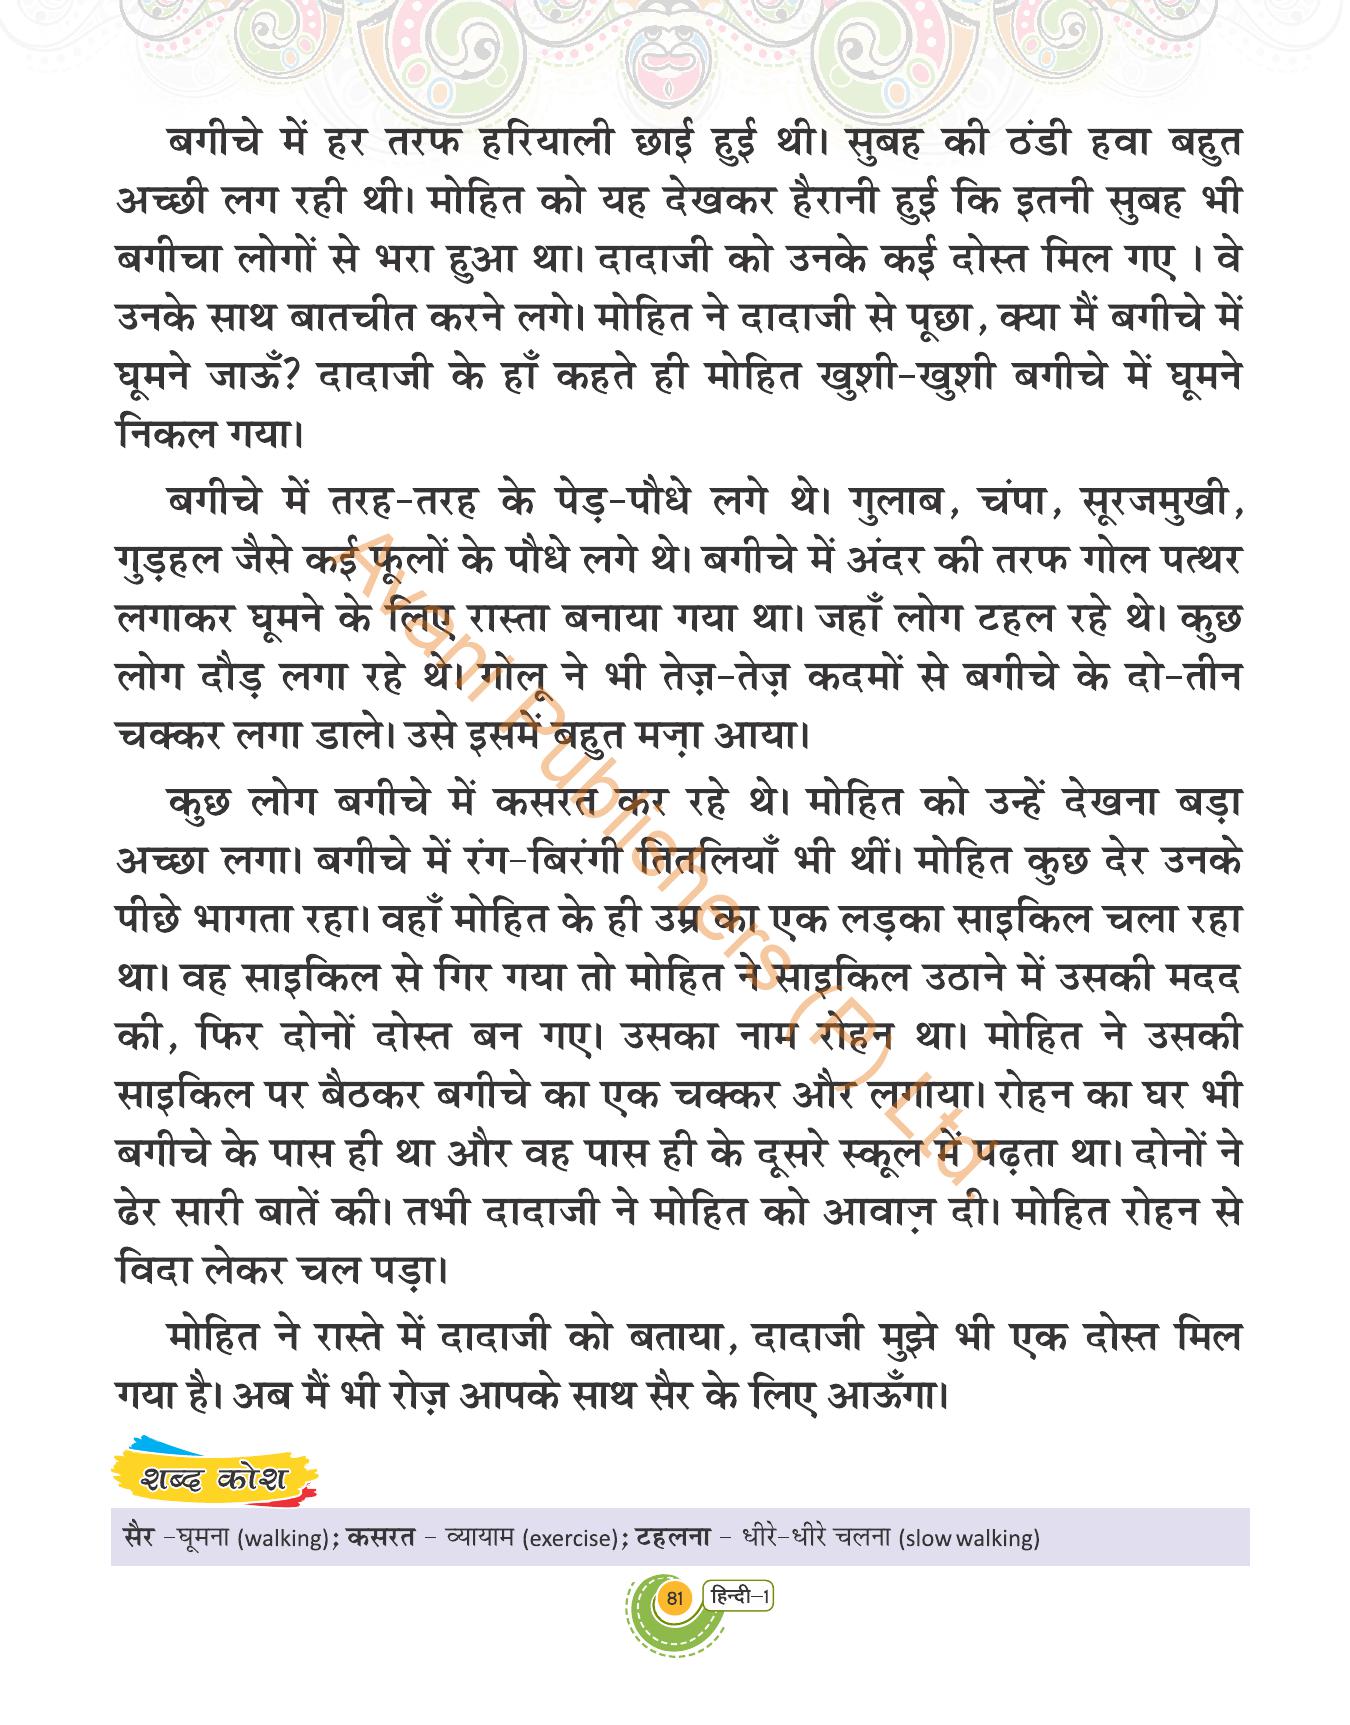 बगीचे में हर तरफ हरियाली छाई हुई थी। सुबह की ठंडी हवा बहुत
अच्छी लग रही थी। मोहित को यह देखकर हैरानी हुई कि इतनी सुबह भी
बगीचा लोगों से भरा हुआ था। दादाजी को उनके कई दोस्त मिल गए । वे
उनके साथ बातचीत करने लगे। मोहित ने दादाजी से पूछा, क्या मैं बगीचे में
घूमने जाऊँ? दादाजी के हाँ कहते ही मोहित खुशी-खुशी बगीचे में घूमने
निकल गया।
बगीचे में तरह-तरह के पेड़-पौधे लगे थे। गुलाब, चंपा, सूरजमुखी,
गुड़हल जैसे कई फूलों के पौधे लगे थे। बगीचे में अंदर की तरफ गोल पत्थर
लगाकर घूमने के लिए रास्ता बनाया गया था। जहाँ लोग टहल रहे थे। कुछ
लोग दौड़ लगा रहे थे। गोलू ने भी तेज़-तेज़ कदमों से बगीचे के दो-तीन
चक्कर लगा डाले। उसे इसमें बहुत मज़ा आया।
कुछ लोग बगीचे में कसरत कर रहे थे। मोहित को उन्हें देखना बड़ा
अच्छा लगा। बगीचे में रंग-बिरंगी तितलियाँ भी थीं। मोहित कुछ देर उनके
पीछे भागता रहा। वहाँ मोहित के ही उम्र का एक लड़का साइकिल चला रहा
था। वह साइकिल से गिर गया तो मोहित ने साइकिल उठाने में उसकी मदद
की, फिर दोनों दोस्त बन गए। उसका नाम रोहन था। मोहित ने उसकी
साइकिल पर बैठकर बगीचे का एक चक्कर और लगाया। रोहन का घर भी
बगीचे के पास ही था और वह पास ही के दूसरे स्कूल में पढ़ता था। दोनों ने
ढेर सारी बातें की। तभी दादाजी ने मोहित को आवाज़ दी। मोहित रोहन से
विदा लेकर चल पड़ा।
मोहित ने रास्ते में दादाजी को बताया, दादाजी मुझे भी एक दोस्त मिल
गया है। अब मैं भी रोज़ आपके साथ सैर के लिए आऊँगा।
शब्द कोश
सैर -घूमना (walking); कसरत - व्यायाम (exercise); टहलना - धीरे-धीरे चलना (slow walking)
81 हिन्दी-1
Avani Publishers (P) Ltd.